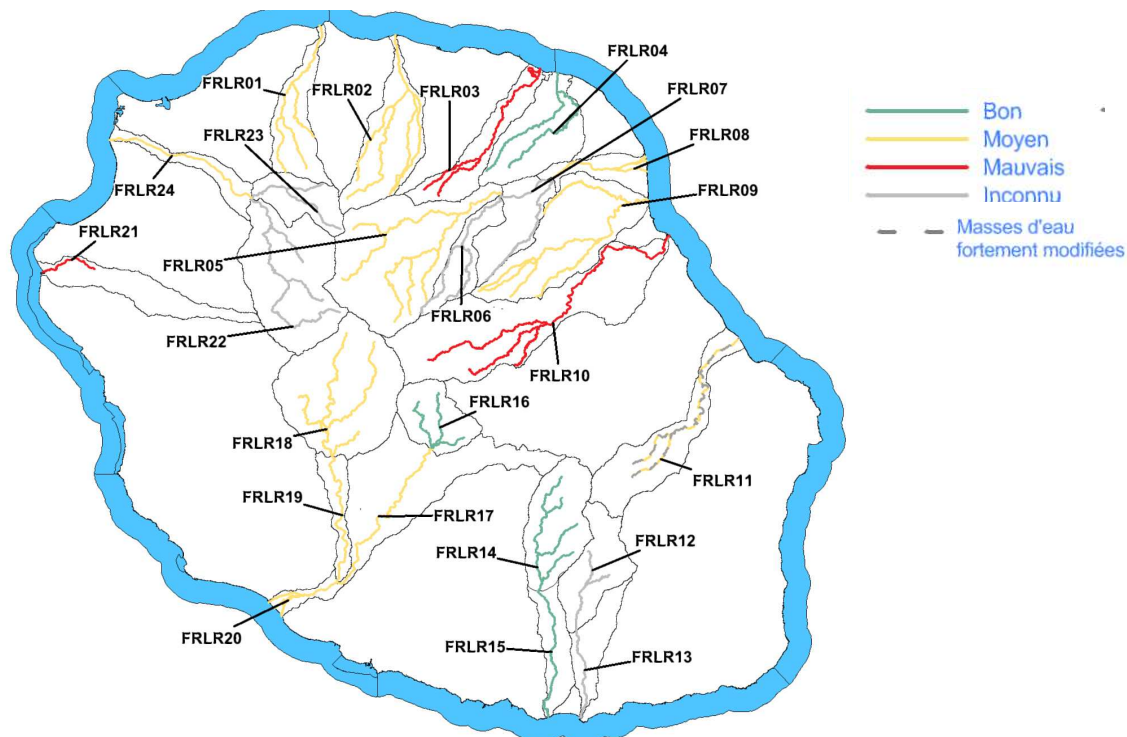 FRLR04
FRLR01
FRLR02
FRLR03
FRLR07
FRLR23
FRLR08
FRLR24
FRLR09
FRLR21
FRLR05
FRLR06
FRLR22
FRLR10
FRLR16
FRLR18
FRLR11
FRLR19
FRLR17
FRLR12
FRLR14
FRLR20
FRLR15
FRLR13
Bon
Moyen
Mauvais
Inconnu
Masses d'eau
fortement modifiées